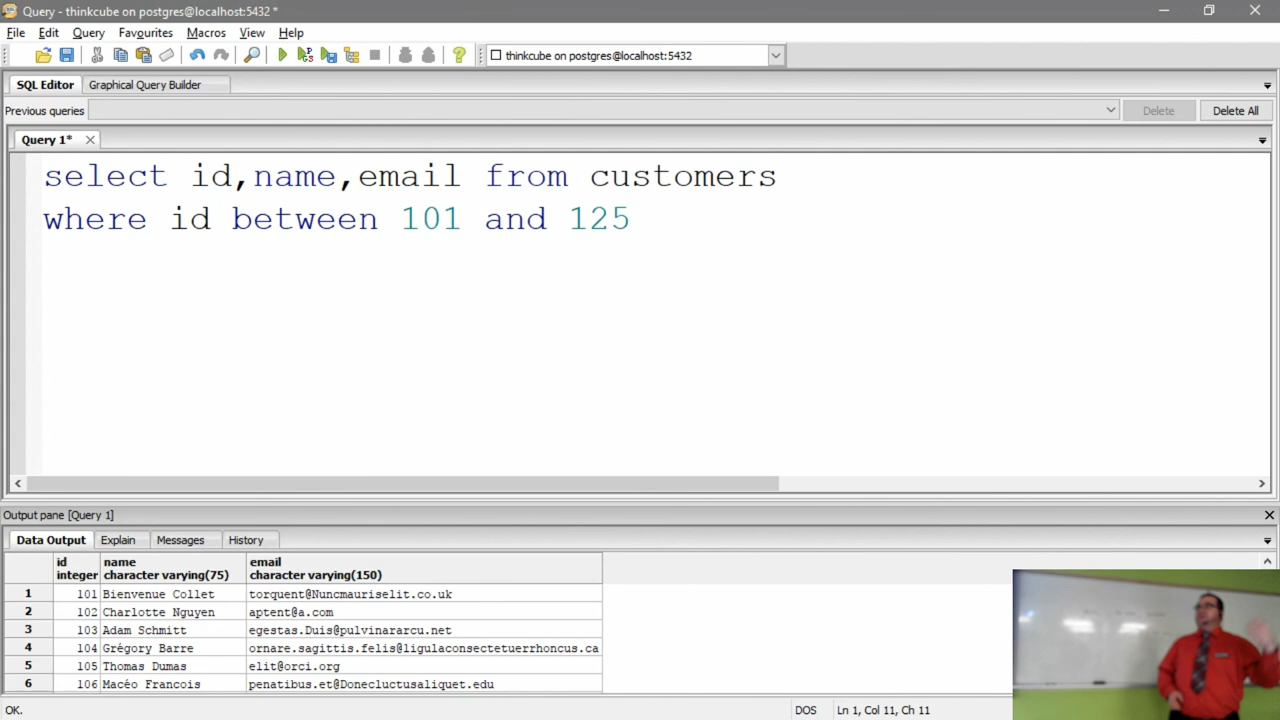 Query - thinkcube on postgres@localhost:5432 *
File Edit Query Favourites Macros View Help
thinkcube on postgres@localhost:5432
SQL Editor Graphical Query Builder
Previous queries Delete Delete All
Query 1*
select id,name,email from customers
where id between 101 and 125
Output pane [Query 1]
Data Output Explain Messages History
id name email
integer character varying(75) character varying(150)
1 101 Bienvenue Collet torquent@Nuncmauriselit.co.uk
2 102 Charlotte Nguyen aptent@a.com
3 103 Adam Schmitt egestas.Duis@pulvinararcu.net
4 104 Grégory Barre ornare.sagittis.felis@ligulaconsectetuerrhoncus.ca
5 105 Thomas Dumas elit@orci.org
6 106 Macéo Francois penatibus.et@Donecluctusaliquet.edu
OK. DOS Ln 1, Col 11, Ch 11